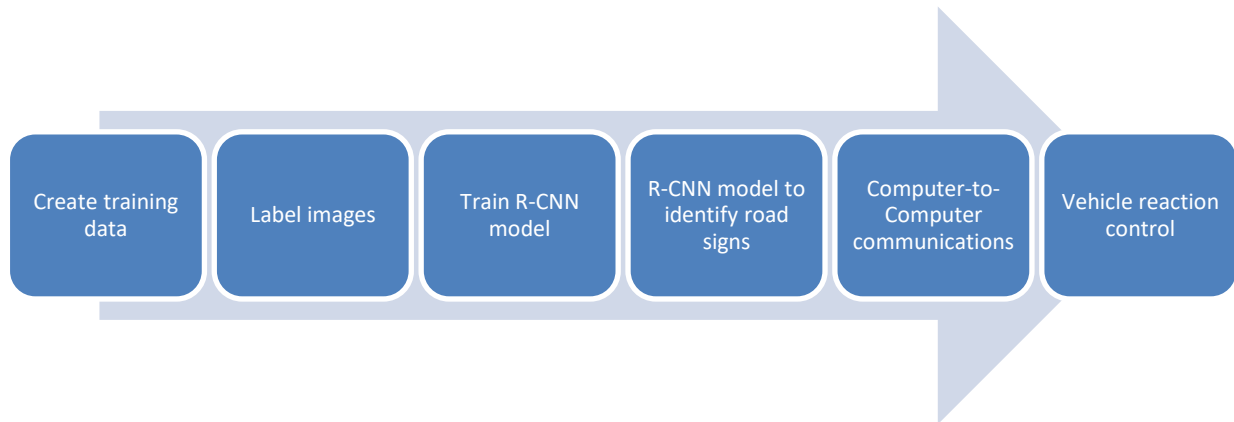 Create training
data
Label images
Train R-CNN
model
R-CNN model to
identify road
signs
Computer-to-
Computer
communications
Vehicle reaction
control